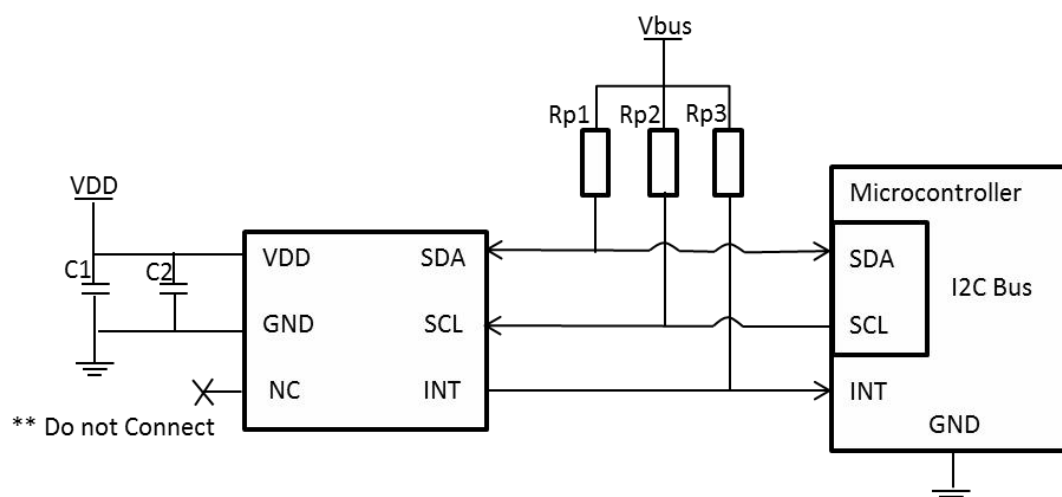 Vbus
Rp1 Rp2 Rp3
VDD
C1 C2
VDD SDA
GND SCL
NC INT
** Do not Connect
Microcontroller
SDA
I2C Bus
SCL
INT
GND